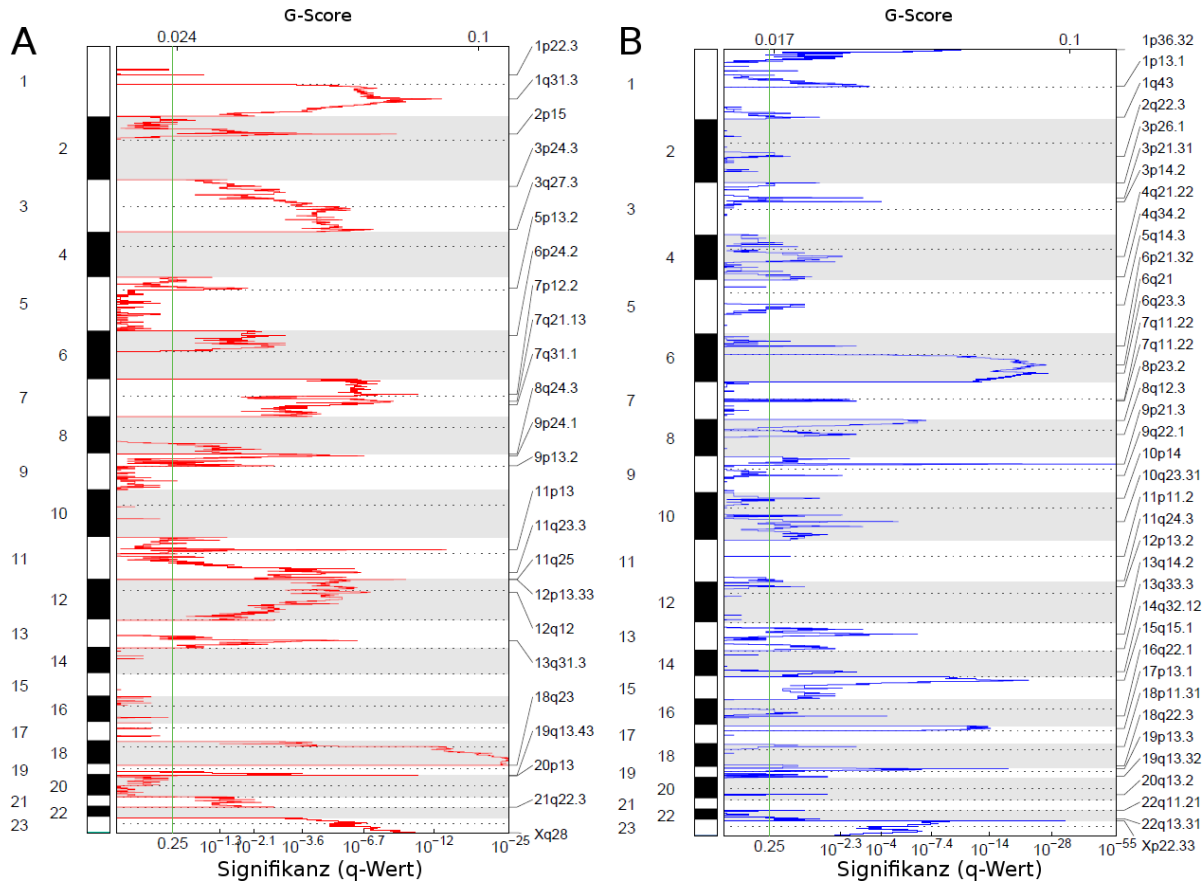 G-Score
A
0.024
0.1
1
2
3
4
5
6
7
8
9
10
11
12
13
14
15
16
17
18
19
20
21
22
23
1p22.3
1q31.3
2p15
3p24.3
3q27.3
5p13.2
6p24.2
7p12.2
7q21.13
7q31.1
8q24.3
9p24.1
9p13.2
11p13
11q23.3
11q25
12p13.33
12q12
13q31.3
18q23
19q13.43
20p13
21q22.3
Xq28
0.25
10⁻¹·³
10⁻²·¹
10⁻³·⁶
10⁻⁶·⁷
10⁻¹²
10⁻²⁵
Signifikanz (q-Wert)
G-Score
B
0.017
0.1
1
2
3
4
5
6
7
8
9
10
11
12
13
14
15
16
17
18
19
20
21
22
23
1p36.32
1p13.1
1q43
2q22.3
3p26.1
3p21.31
3p14.2
4q21.22
4q34.2
5q14.3
6p21.32
6q21
6q23.3
7q11.22
7q11.22
8p23.2
8q12.3
9p21.3
9q22.1
10p14
10q23.31
11p11.2
11q24.3
12p13.2
13q14.2
13q33.3
14q32.12
15q15.1
16q22.1
17p13.1
18p11.31
18q22.3
19p13.3
19q13.32
20q13.2
22q11.21
22q13.31
Xp22.33
0.25
10⁻²·³
10⁻⁴
10⁻⁷·⁴
10⁻¹⁴
10⁻²⁸
10⁻⁵⁵
Signifikanz (q-Wert)